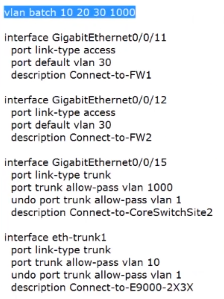 vlan batch 10 20 30 1000
interface GigabitEthernet0/0/11
port link-type access
port default vlan 30
description Connect-to-FW1
interface GigabitEthernet0/0/12
port link-type access
port default vlan 30
description Connect-to-FW2
interface GigabitEthernet0/0/15
port link-type trunk
port trunk allow-pass vlan 1000
undo port trunk allow-pass vlan 1
description Connect-to-CoreSwitchSite2
interface eth-trunk1
port link-type trunk
port trunk allow-pass vlan 10
undo port trunk allow-pass vlan 1
description Connect-to-E9000-2X3X